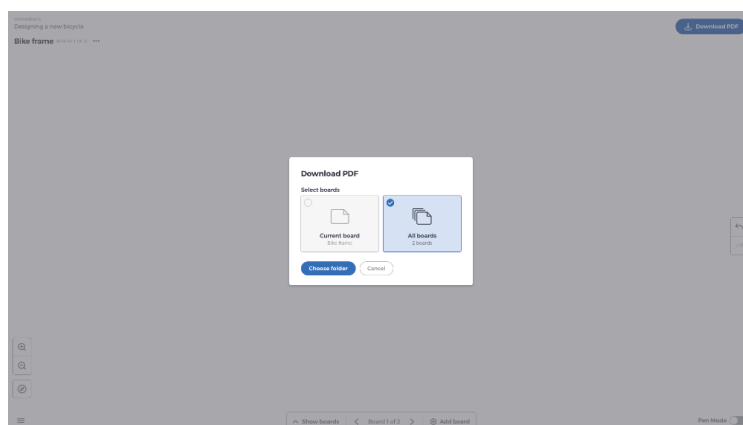 Designing a new bicycle
Download PDF
Bike frame
Download PDF
Select boards
Current board
Bike frame
All boards
2 boards
Choose folder
Cancel
Show boards
Board 1 of 2
Add board
Pen Mode